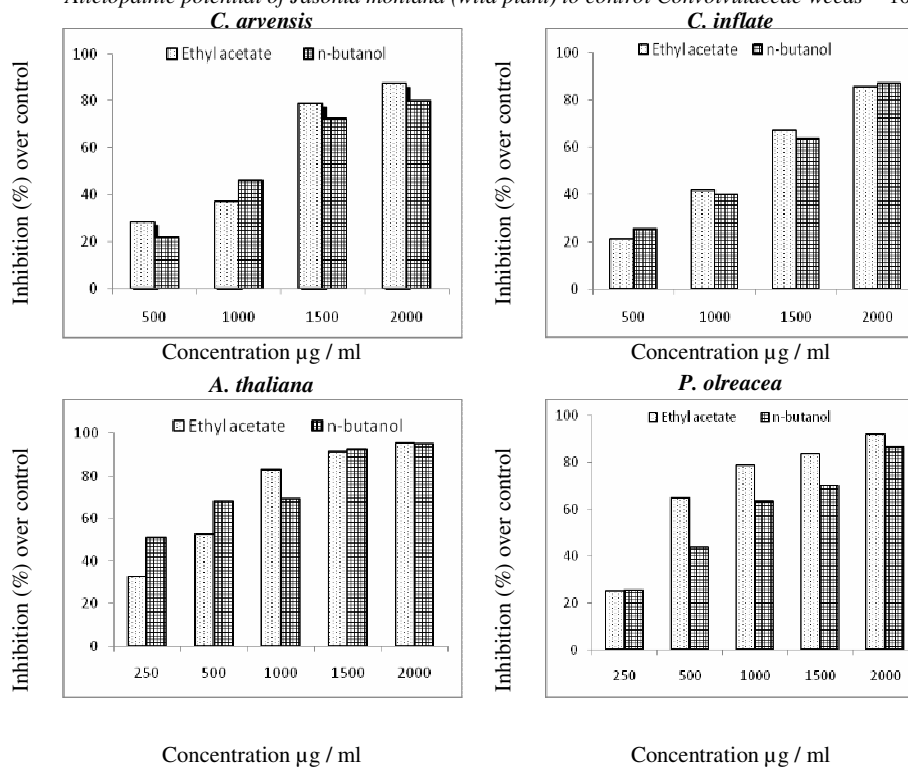 Allelopathic potential of Jasonia montana (wild plant) to control Convolvulaceae weeds
C. arvensis
Ethyl acetate n-butanol
Inhibition (%) over control
100
80
60
40
20
0
500 1000 1500 2000
Concentration µg / ml
C. inflate
Ethyl acetate n-butanol
Inhibition (%) over control
100
80
60
40
20
0
500 1000 1500 2000
Concentration µg / ml
A. thaliana
Ethyl acetate n-butanol
Inhibition (%) over control
100
80
60
40
20
0
250 500 1000 1500 2000
Concentration µg / ml
P. olreacea
Ethyl acetate n-butanol
Inhibition (%) over control
100
80
60
40
20
0
250 500 1000 1500 2000
Concentration µg / ml